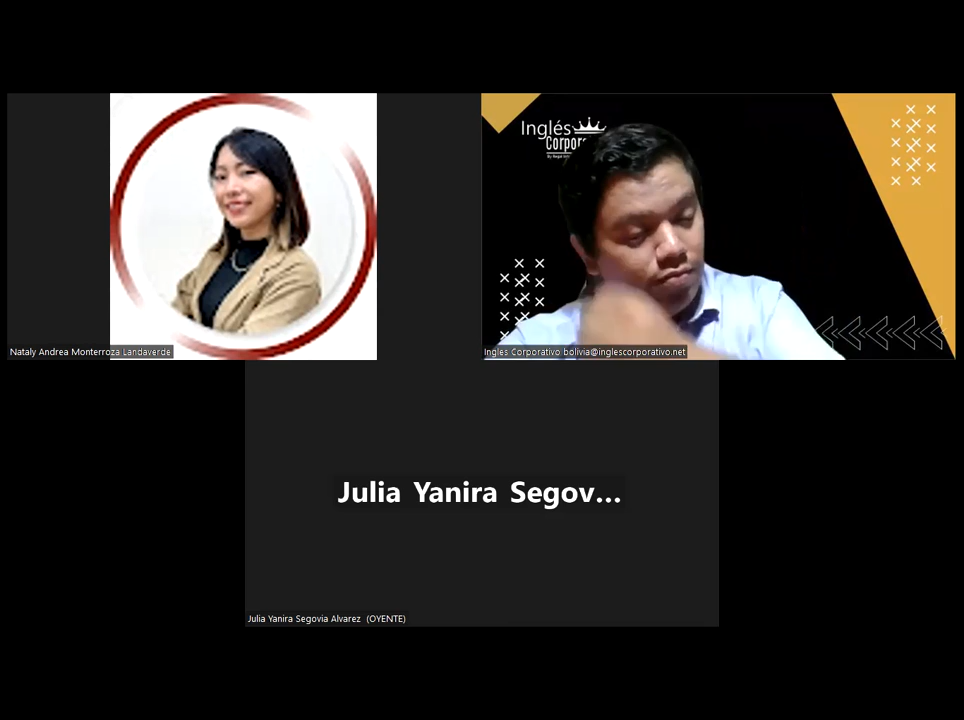 Inglés
Corpor
Nataly Andrea Monterroza Landaverde
Ingles Corporativo bolivia@inglescorporativo.net
Julia Yanira Segov...
Julia Yanira Segovia Alvarez (OYENTE)